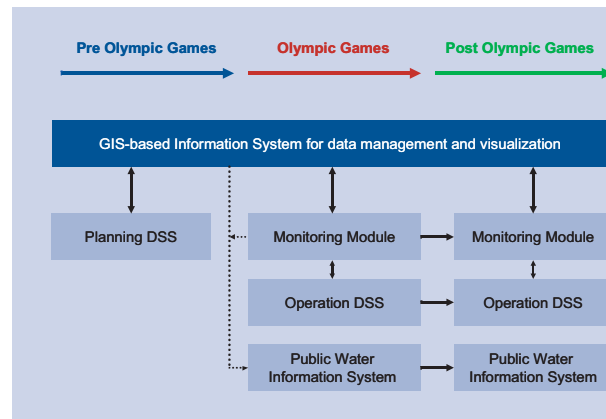 Pre Olympic Games
Olympic Games
Post Olympic Games
GIS-based Information System for data management and visualization
Planning DSS
Monitoring Module
Monitoring Module
Operation DSS
Operation DSS
Public Water
Information System
Public Water
Information System